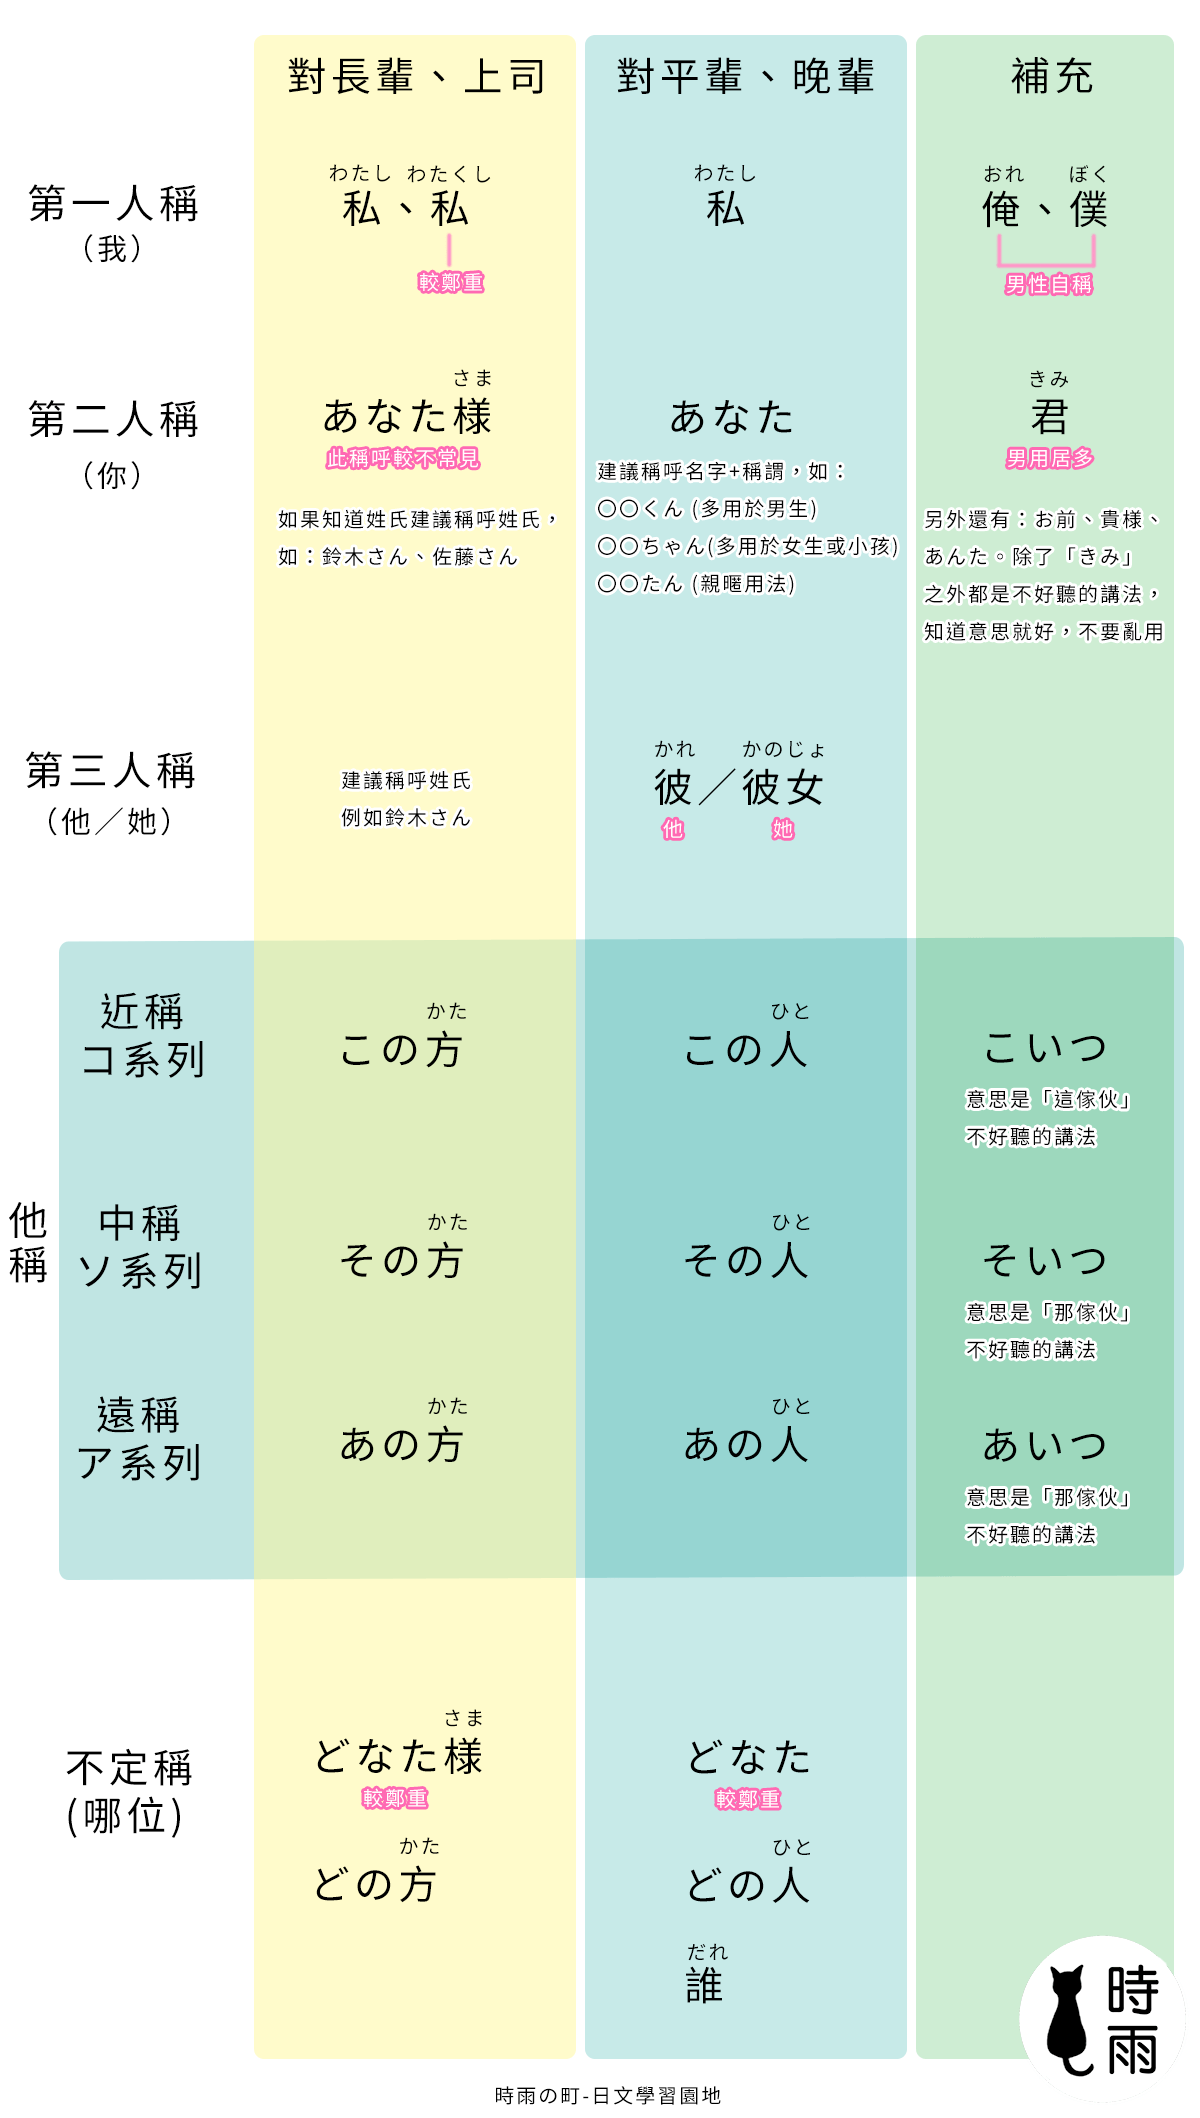 對長輩、上司
對平輩、晚輩
補充
第一人稱
（我）
わたし わたくし
私、私
較鄭重
わたし
私
おれ ぼく
俺、僕
男性自稱
第二人稱
（你）
さま
あなた様
此稱呼較不常見
如果知道姓氏建議稱呼姓氏，
如：鈴木さん、佐藤さん
あなた
建議稱呼名字+稱謂，如：
〇〇くん (多用於男生)
〇〇ちゃん(多用於女生或小孩)
〇〇たん (親暱用法)
きみ
君
男用居多
另外還有：お前、貴様、
あんた。除了「きみ」
之外都是不好聽的講法，
知道意思就好，不要亂用
第三人稱
（他／她）
建議稱呼姓氏
例如鈴木さん
かれ かのじょ
彼／彼女
他 她
他稱
近稱
コ系列
かた
この方
ひと
この人
こいつ
意思是「這傢伙」
不好聽的講法
中稱
ソ系列
かた
その方
ひと
その人
そいつ
意思是「那傢伙」
不好聽的講法
遠稱
ア系列
かた
あの方
ひと
あの人
あいつ
意思是「那傢伙」
不好聽的講法
不定稱
(哪位)
さま
どなた様
較鄭重
かた
どの方
どなた
較鄭重
ひと
どの人
だれ
誰
時雨
時雨の町-日文學習園地